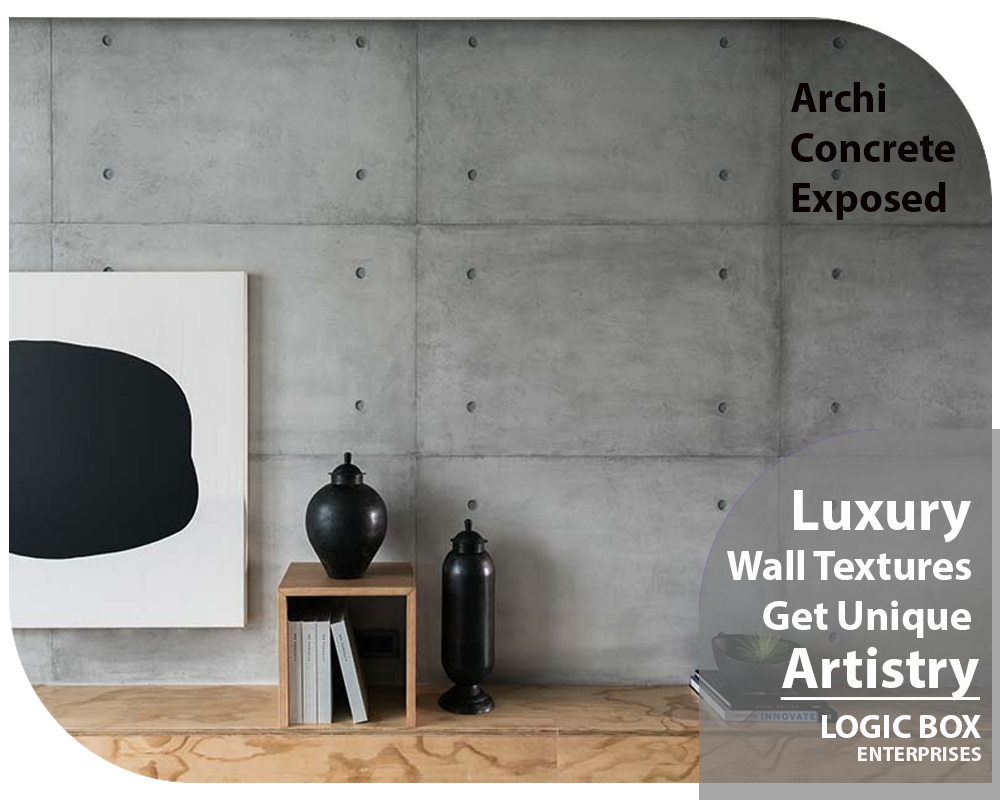 Archi
Concrete
Exposed
Luxury
Wall Textures
Get Unique
Artistry
INNOVATE
LOGIC BOX
ENTERPRISES